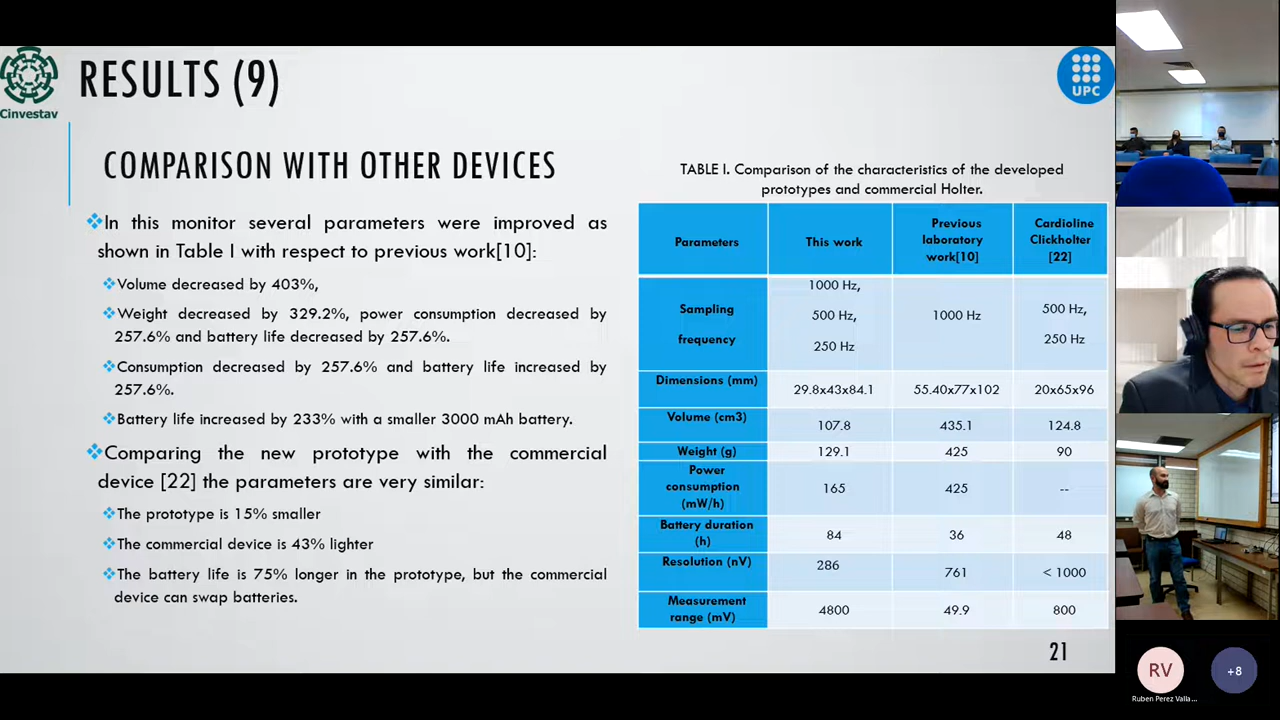 Cinvestav
RESULTS (9)
UPC
COMPARISON WITH OTHER DEVICES
❖In this monitor several parameters were improved as
shown in Table I with respect to previous work[10]:
❖Volume decreased by 403%,
❖Weight decreased by 329.2%, power consumption decreased by
257.6% and battery life decreased by 257.6%.
❖Consumption decreased by 257.6% and battery life increased by
257.6%.
❖Battery life increased by 233% with a smaller 3000 mAh battery.
❖Comparing the new prototype with the commercial
device [22] the parameters are very similar:
❖The prototype is 15% smaller
❖The commercial device is 43% lighter
❖The battery life is 75% longer in the prototype, but the commercial
device can swap batteries.
TABLE I. Comparison of the characteristics of the developed
prototypes and commercial Holter.
Parameters
This work
Previous
laboratory
work[10]
Cardioline
Clickholter
[22]
Sampling
frequency
1000 Hz,
500 Hz,
250 Hz
1000 Hz
500 Hz,
250 Hz
Dimensions (mm)
29.8x43x84.1
55.40x77x102
20x65x96
Volume (cm3)
107.8
435.1
124.8
Weight (g)
129.1
425
90
Power
consumption
(mW/h)
165
425
--
Battery duration
(h)
84
36
48
Resolution (nV)
286
761
< 1000
Measurement
range (mV)
4800
49.9
800
21
RV
Ruben Perez Valla...
+8